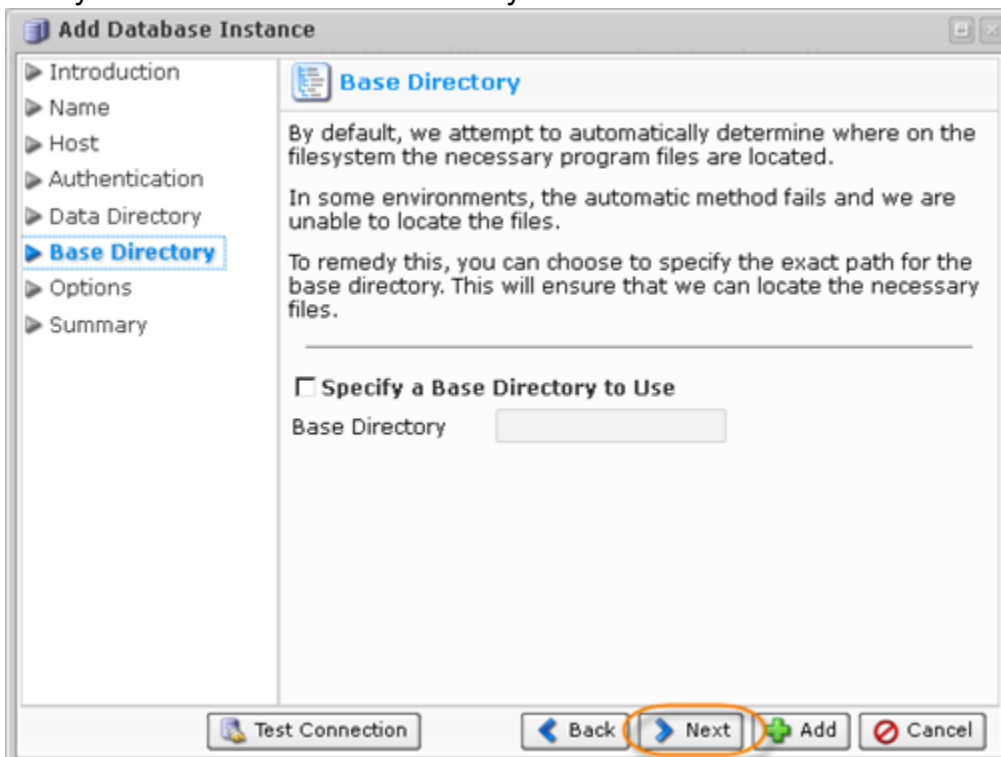 Add Database Instance
Introduction
Name
Host
Authentication
Data Directory
Base Directory
Options
Summary
Base Directory
By default, we attempt to automatically determine where on the
filesystem the necessary program files are located.
In some environments, the automatic method fails and we are
unable to locate the files.
To remedy this, you can choose to specify the exact path for the
base directory. This will ensure that we can locate the necessary
files.
Specify a Base Directory to Use
Base Directory
Test Connection
Back
Next
Add
Cancel